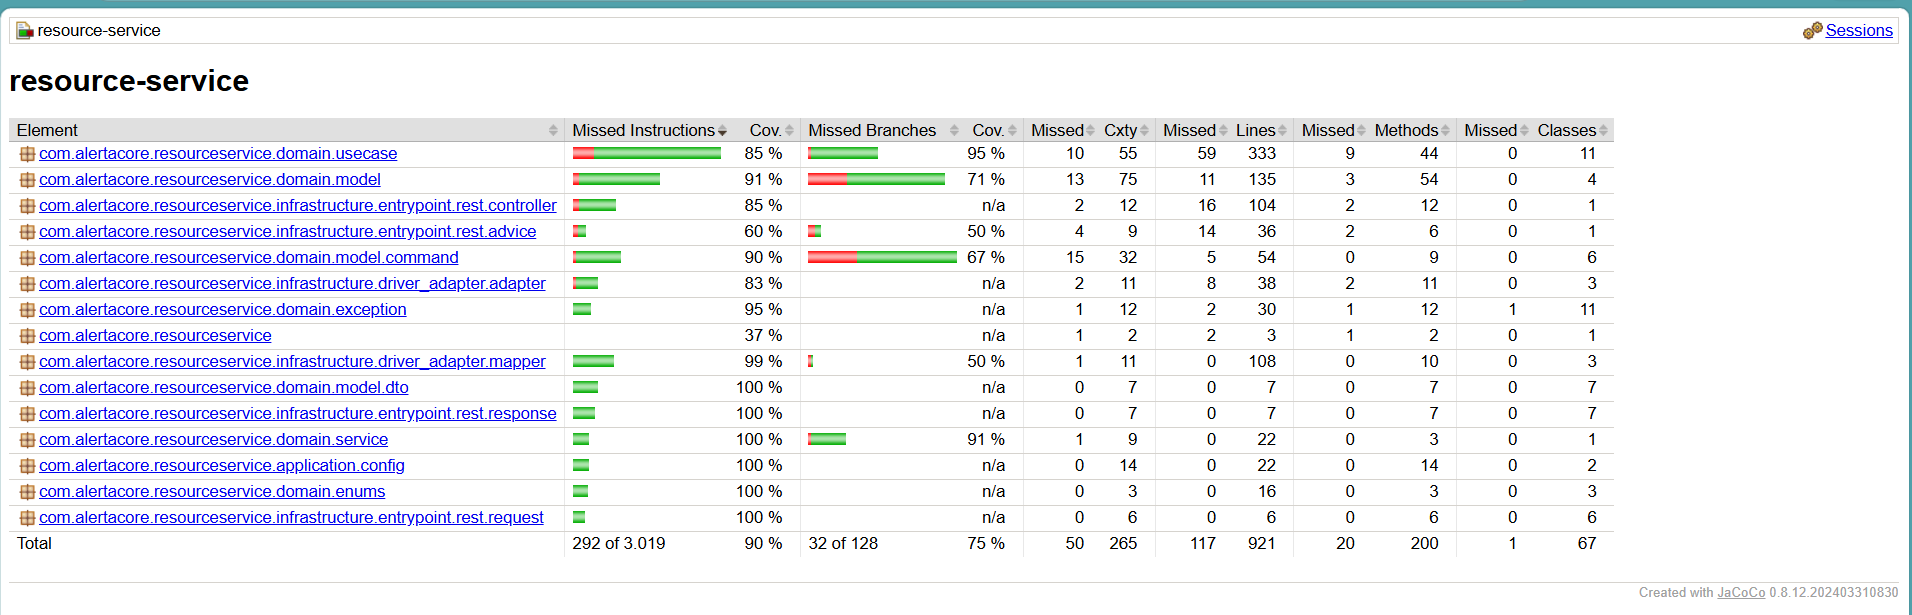 resource-service Sessions
resource-service
Element Missed Instructions Cov. Missed Branches Cov. Missed Cxty Missed Lines Missed Methods Missed Classes
com.alertacore.resourceservice.domain.usecase 85 % 95 % 10 55 59 333 9 44 0 11
com.alertacore.resourceservice.domain.model 91 % 71 % 13 75 11 135 3 54 0 4
com.alertacore.resourceservice.infrastructure.entrypoint.rest.controller 85 % n/a 2 12 16 104 2 12 0 1
com.alertacore.resourceservice.infrastructure.entrypoint.rest.advice 60 % 50 % 4 9 14 36 2 6 0 1
com.alertacore.resourceservice.domain.model.command 90 % 67 % 15 32 5 54 0 9 0 6
com.alertacore.resourceservice.infrastructure.driver_adapter.adapter 83 % n/a 2 11 8 38 2 11 0 3
com.alertacore.resourceservice.domain.exception 95 % n/a 1 12 2 30 1 12 1 11
com.alertacore.resourceservice 37 % n/a 1 2 2 3 1 2 0 1
com.alertacore.resourceservice.infrastructure.driver_adapter.mapper 99 % 50 % 1 11 0 108 0 10 0 3
com.alertacore.resourceservice.domain.model.dto 100 % n/a 0 7 0 7 0 7 0 7
com.alertacore.resourceservice.infrastructure.entrypoint.rest.response 100 % n/a 0 7 0 7 0 7 0 7
com.alertacore.resourceservice.domain.service 100 % 91 % 1 9 0 22 0 3 0 1
com.alertacore.resourceservice.application.config 100 % n/a 0 14 0 22 0 14 0 2
com.alertacore.resourceservice.domain.enums 100 % n/a 0 3 0 16 0 3 0 3
com.alertacore.resourceservice.infrastructure.entrypoint.rest.request 100 % n/a 0 6 0 6 0 6 0 6
Total 292 of 3.019 90 % 32 of 128 75 % 50 265 117 921 20 200 1 67
Created with JaCoCo 0.8.12.202403310830